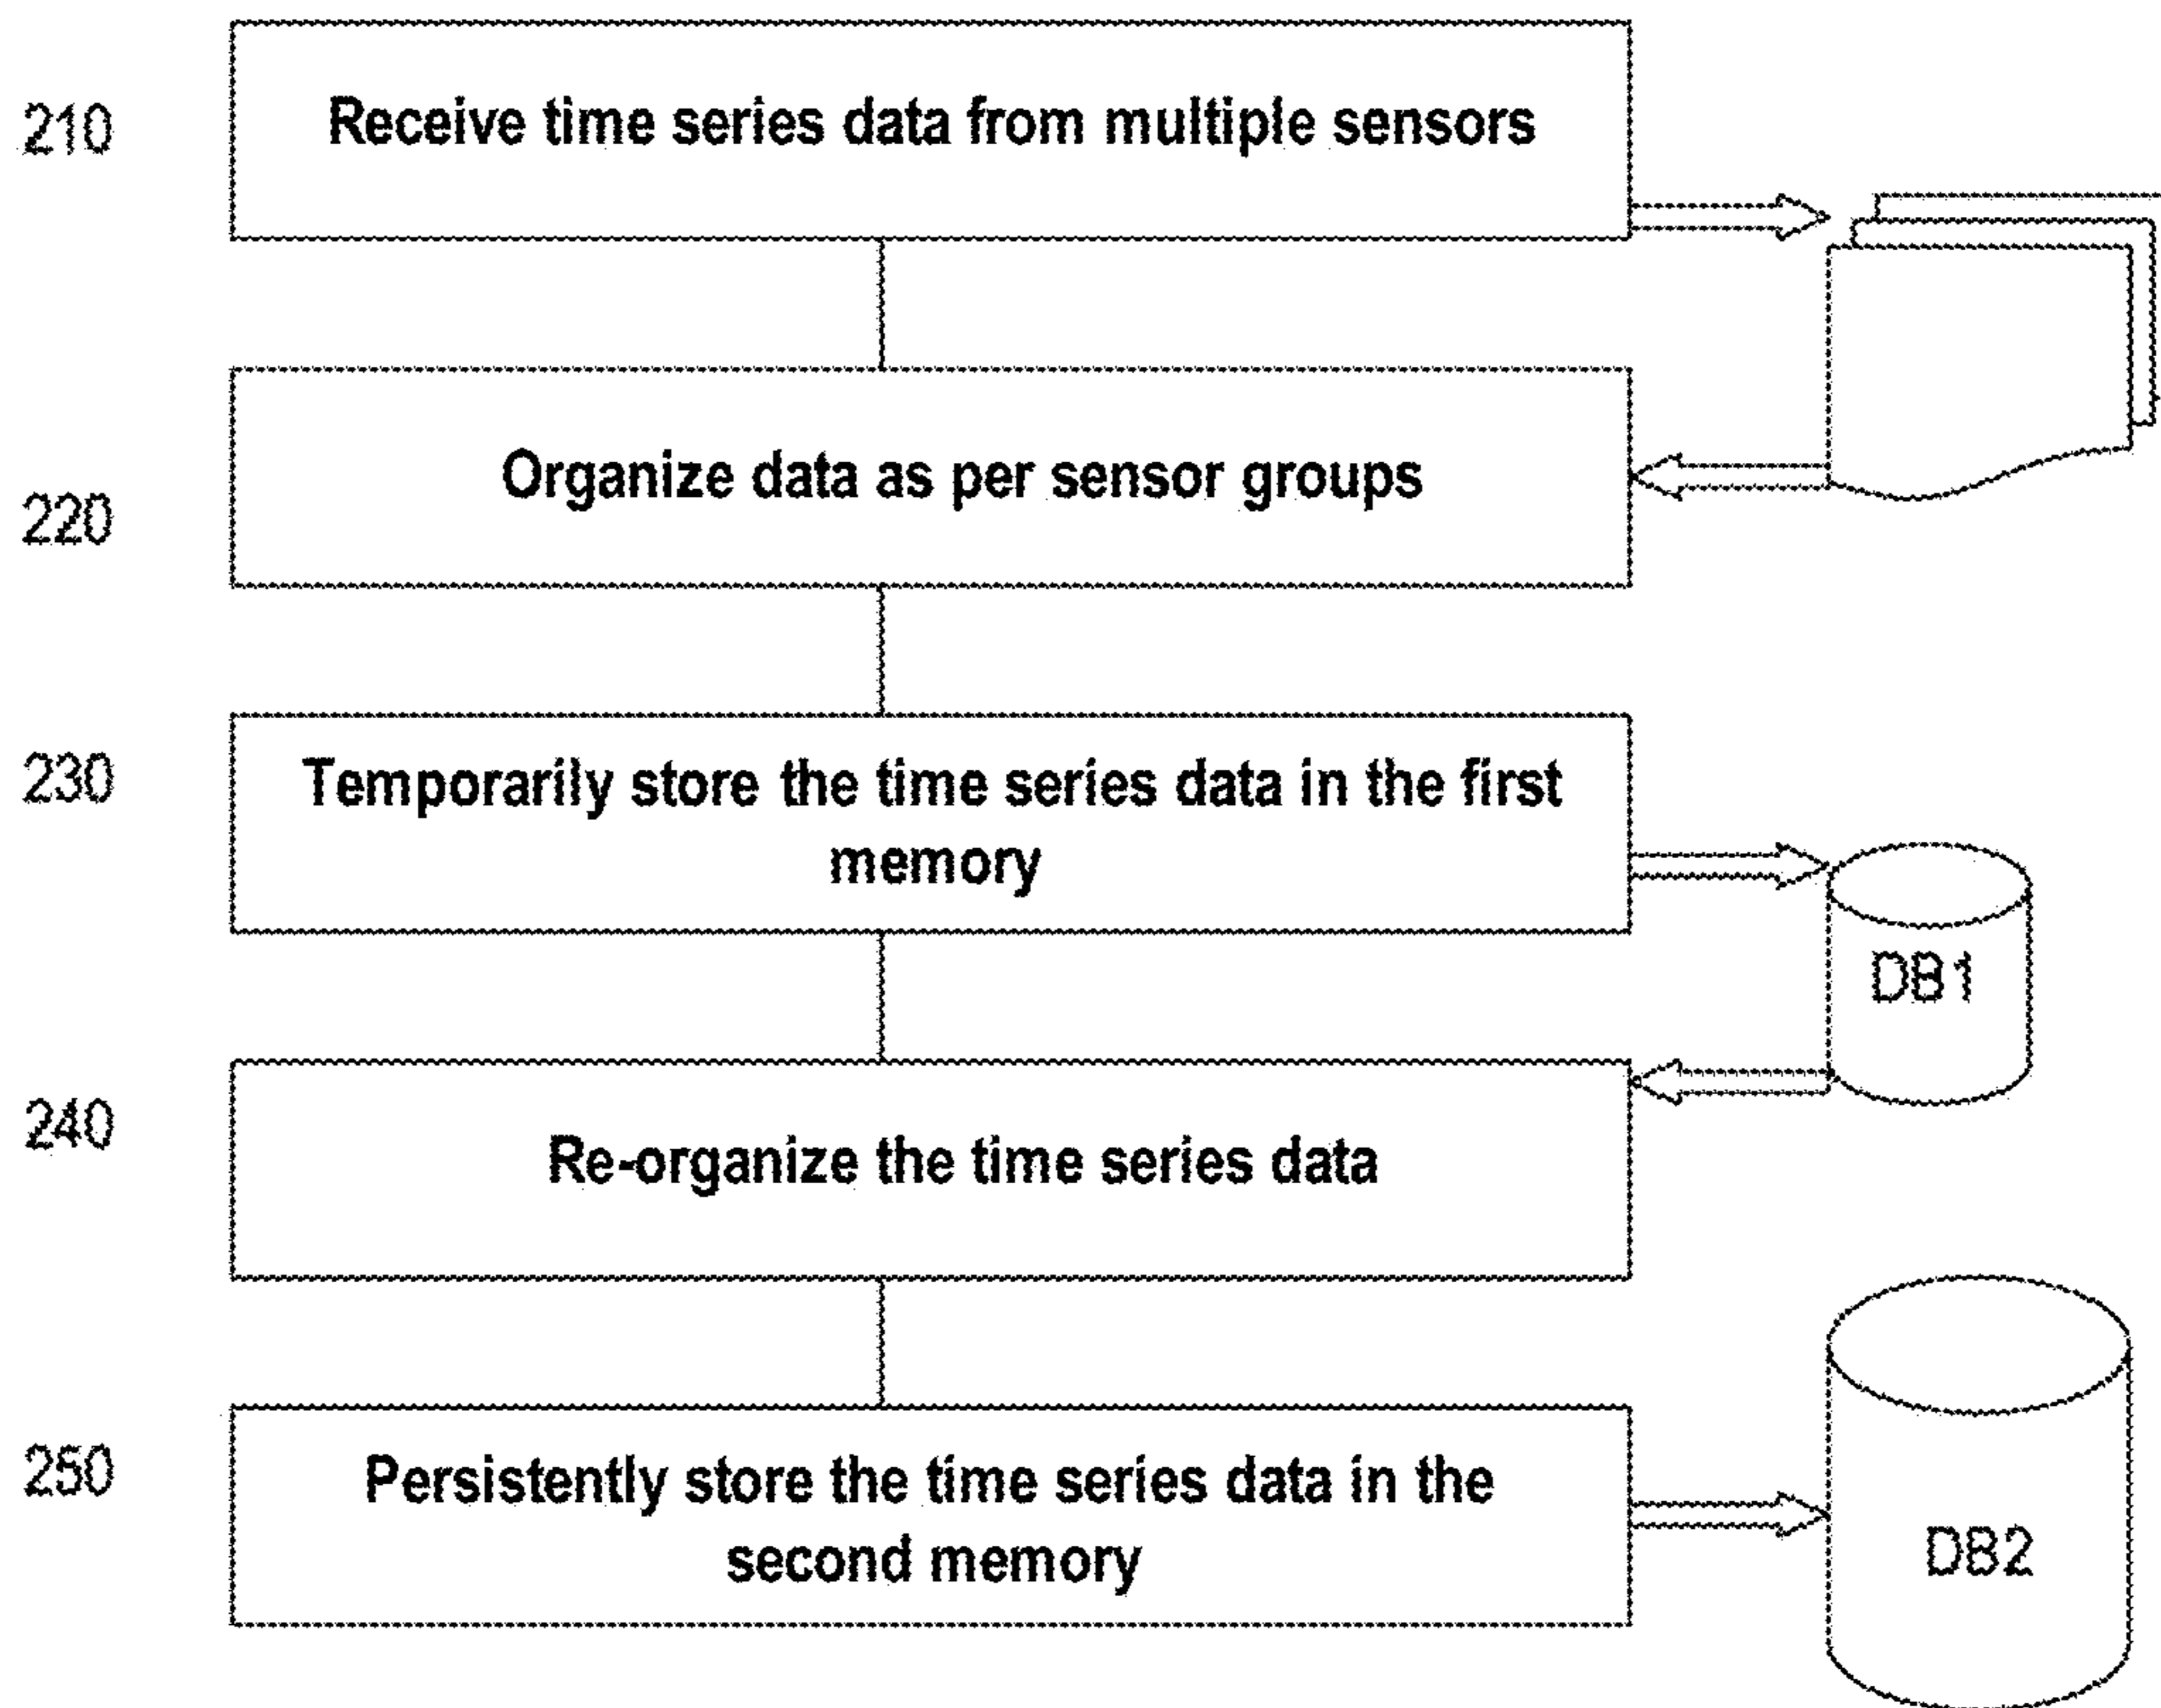 210
Receive time series data from multiple sensors
Organize data as per sensor groups
220
230
Temporarily store the time series data in the first
memory
DB1
240
Re-organize the time series data
250
Persistently store the time series data in the
second memory
DB2